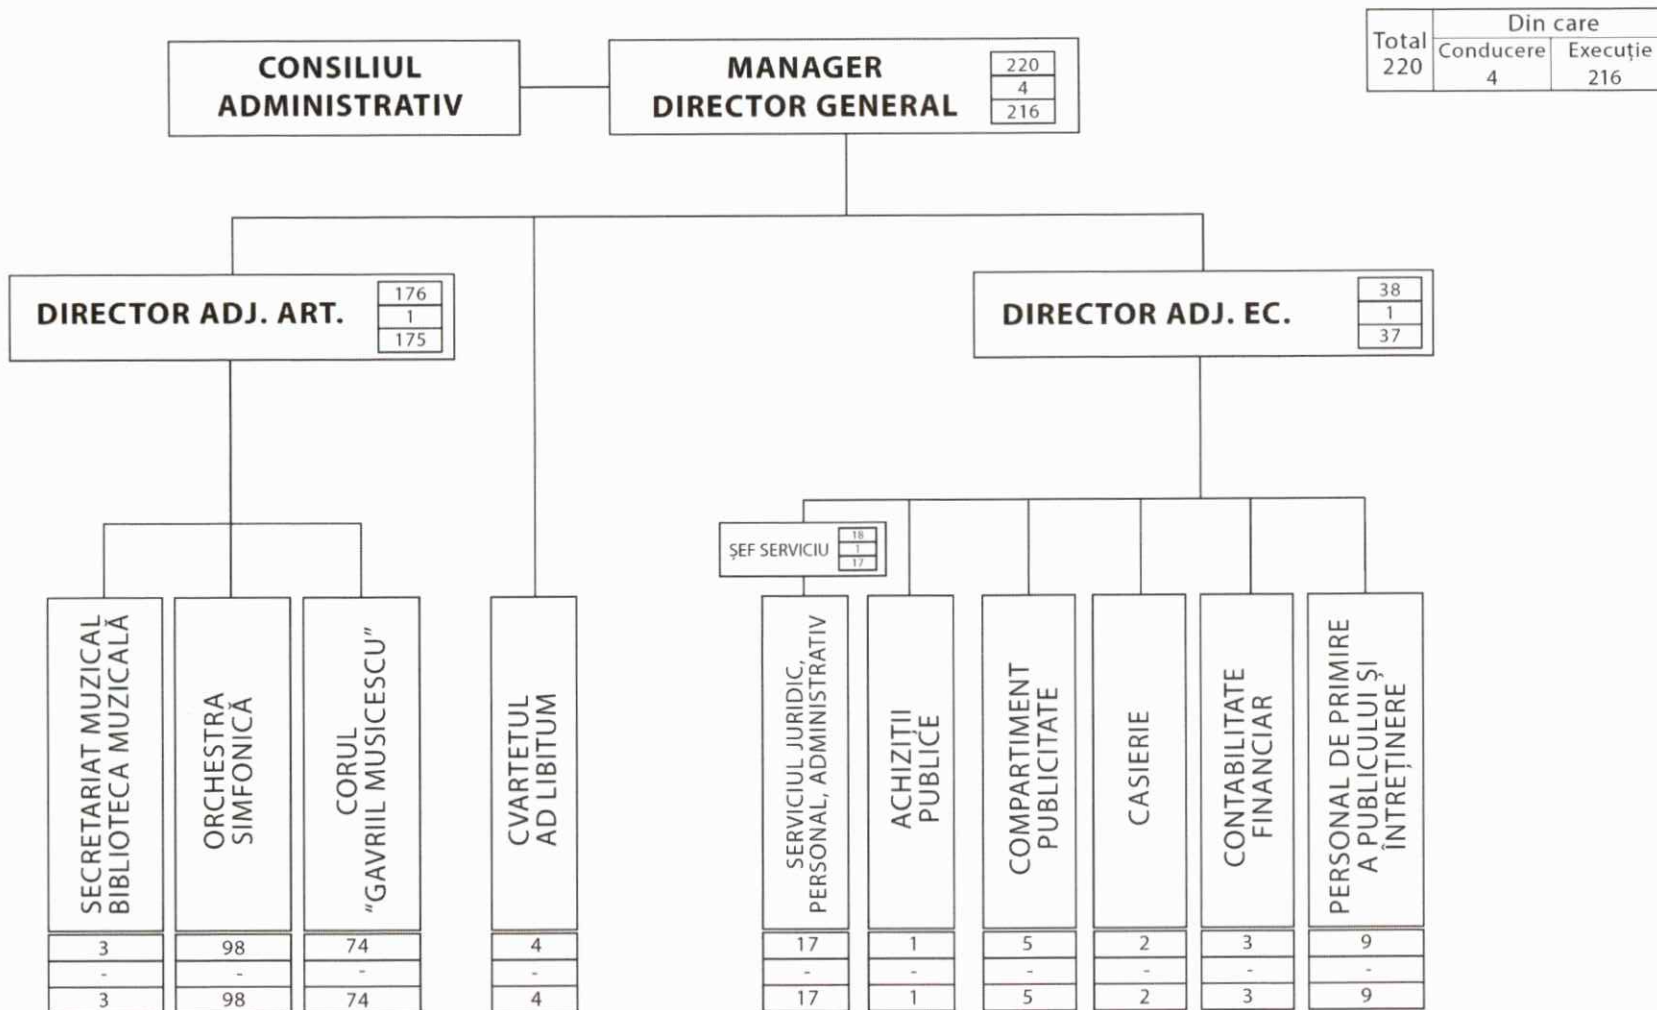 Total
220
Din care
Conducere
Execuție
4
216
CONSILIUL
ADMINISTRATIV
MANAGER
DIRECTOR GENERAL
220
4
216
DIRECTOR ADJ. ART.
176
1
175
DIRECTOR ADJ. EC.
38
1
37
ȘEF SERVICIU
18
1
17
SECRETARIAT MUZICAL
BIBLIOTECA MUZICALĂ
ORCHESTRA
SIMFONICĂ
CORUL
"GAVRIIL MUSICESCU"
CVARTETUL
AD LIBITUM
SERVICIUL JURIDIC,
PERSONAL, ADMINISTRATIV
ACHIZIȚII
PUBLICE
COMPARTIMENT
PUBLICITATE
CASIERIE
CONTABILITATE
FINANCIAR
PERSONAL DE PRIMIRE
A PUBLICULUI ȘI
ÎNTREȚINERE
3 98 74 4 17 1 5 2 3 9
- - - - - - - - - -
3 98 74 4 17 1 5 2 3 9